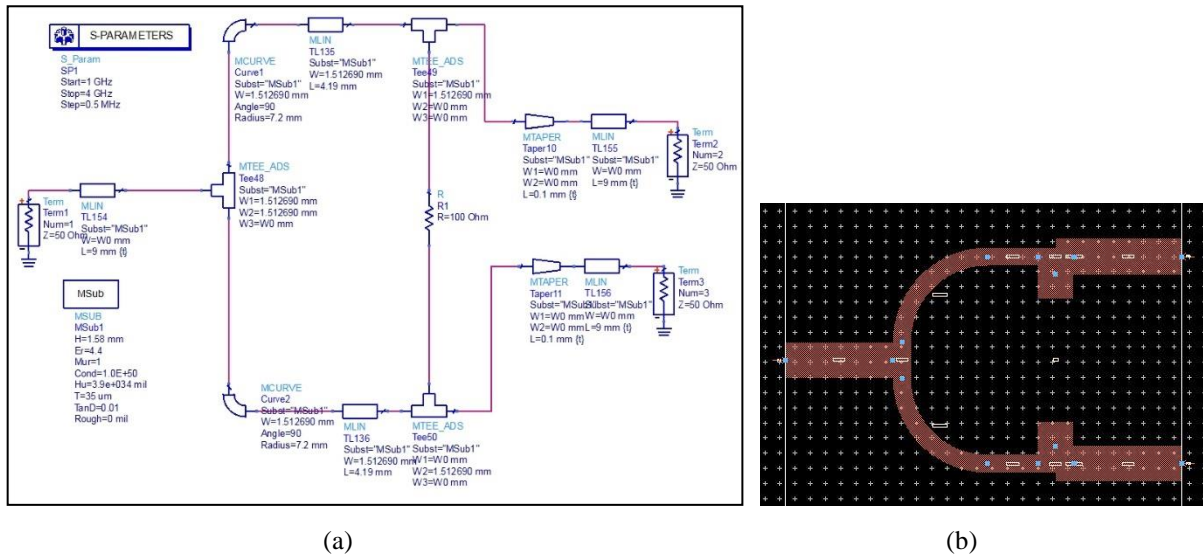 S-PARAMETERS
S_Param
SP1
Start=1 GHz
Stop=4 GHz
Step=0.5 MHz
MCURVE
Curve1
Subst="MSub1"
W=1.512690 mm
Angle=90
Radius=7.2 mm
MLIN
TL135
Subst="MSub1"
W=1.512690 mm
L=4.19 mm
MTEE_ADS
Tee49
Subst="MSub1"
W1=1.512690 mm
W2=W0 mm
W3=W0 mm
MTAPER
Taper10
Subst="MSub1"
W1=W0 mm
W2=W0 mm
L=0.1 mm {t}
MLIN
TL155
Subst="MSub1"
W=W0 mm
L=9 mm {t}
Term
Term2
Num=2
Z=50 Ohm
Term
Term1
Num=1
Z=50 Ohm
MLIN
TL154
Subst="MSub1"
W=W0 mm
L=9 mm {t}
MTEE_ADS
Tee48
Subst="MSub1"
W1=1.512690 mm
W2=1.512690 mm
W3=W0 mm
R
R1
R=100 Ohm
MTAPER
Taper11
Subst="MSub1"
W1=W0 mm
W2=W0 mm
L=0.1 mm {t}
MLIN
TL156
Subst="MSub1"
W=W0 mm
L=9 mm {t}
Term
Term3
Num=3
Z=50 Ohm
MSub
MSUB
MSub1
H=1.58 mm
Er=4.4
Mur=1
Cond=1.0E+50
Hu=3.9e+034 mil
T=35 um
TanD=0.01
Rough=0 mil
MCURVE
Curve2
Subst="MSub1"
W=1.512690 mm
Angle=90
Radius=7.2 mm
MLIN
TL136
Subst="MSub1"
W=1.512690 mm
L=4.19 mm
MTEE_ADS
Tee50
Subst="MSub1"
W1=W0 mm
W2=1.512690 mm
W3=W0 mm
(a)
(b)